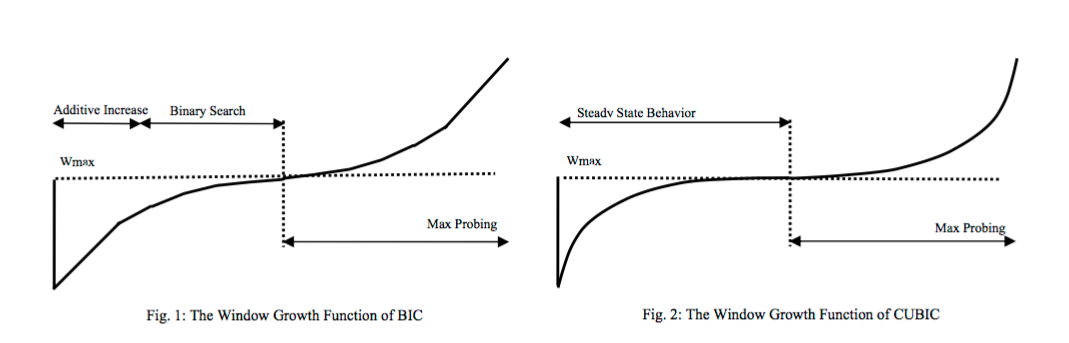 Additive Increase Binary Search
Wmax
Max Probing
Fig. 1: The Window Growth Function of BIC
Steady State Behavior
Wmax
Max Probing
Fig. 2: The Window Growth Function of CUBIC